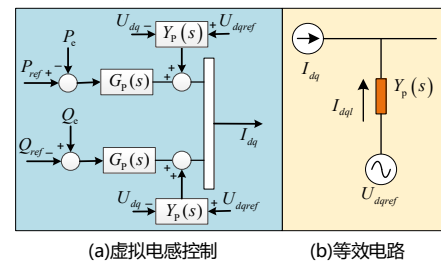 P_e
U_dq − Y_P(s) + U_dqref
P_ref + − G_P(s) + +
Q_e
I_dq
Q_ref − + G_P(s) + +
U_dq − Y_P(s) + U_dqref
(a)虚拟电感控制
I_dq
Y_p(s)
I_dql
U_dqref
(b)等效电路